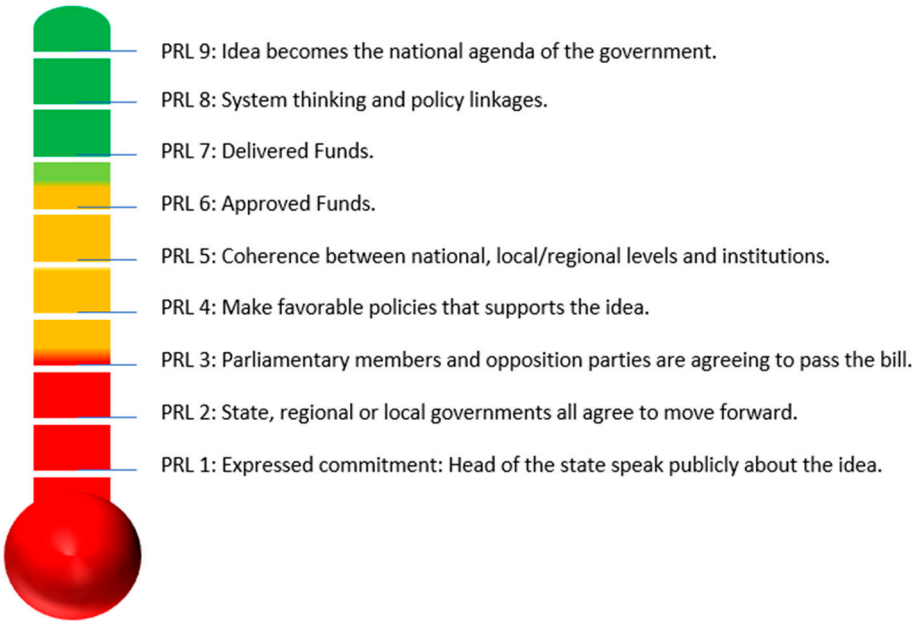 PRL 9: Idea becomes the national agenda of the government.
PRL 8: System thinking and policy linkages.
PRL 7: Delivered Funds.
PRL 6: Approved Funds.
PRL 5: Coherence between national, local/regional levels and institutions.
PRL 4: Make favorable policies that supports the idea.
PRL 3: Parliamentary members and opposition parties are agreeing to pass the bill.
PRL 2: State, regional or local governments all agree to move forward.
PRL 1: Expressed commitment: Head of the state speak publicly about the idea.